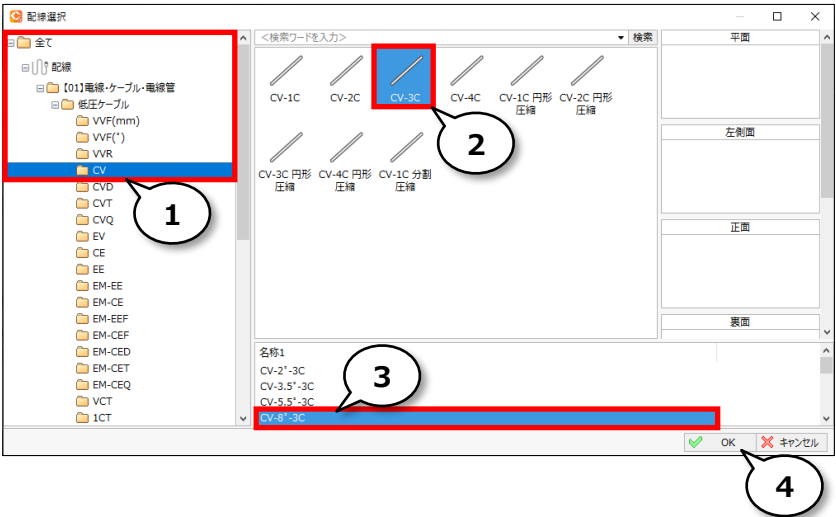 配線選択
全て
配線
【01】電線・ケーブル・電線管
低圧ケーブル
VVF(mm)
VVF(ﾟ)
VVR
CV
CVD
CVT
CVQ
EV
CE
EE
EM-EE
EM-CE
EM-EEF
EM-CEF
EM-CED
EM-CET
EM-CEQ
VCT
1CT
1
<検索ワードを入力>
検索
CV-1C
CV-2C
CV-3C
CV-4C
CV-1C 円形
圧縮
CV-2C 円形
圧縮
2
CV-3C 円形
圧縮
CV-4C 円形
圧縮
CV-1C 分割
圧縮
平面
左側面
正面
裏面
名称1
CV-2ﾟ-3C
CV-3.5ﾟ-3C
CV-5.5ﾟ-3C
CV-8ﾟ-3C
3
OK
キャンセル
4